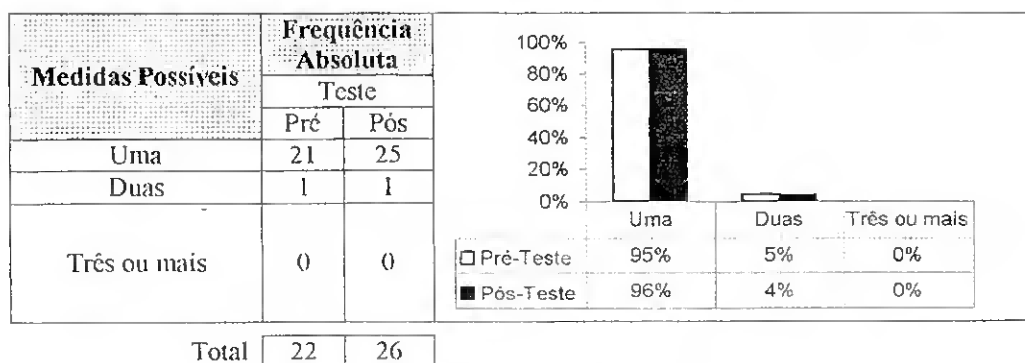 Medidas Possíveis
Frequência
Absoluta
Teste
Pré Pós
Uma 21 25
Duas 1 1
Três ou mais 0 0
Total 22 26
100%
80%
60%
40%
20%
0%
Uma Duas Três ou mais
Pré-Teste 95% 5% 0%
Pós-Teste 96% 4% 0%